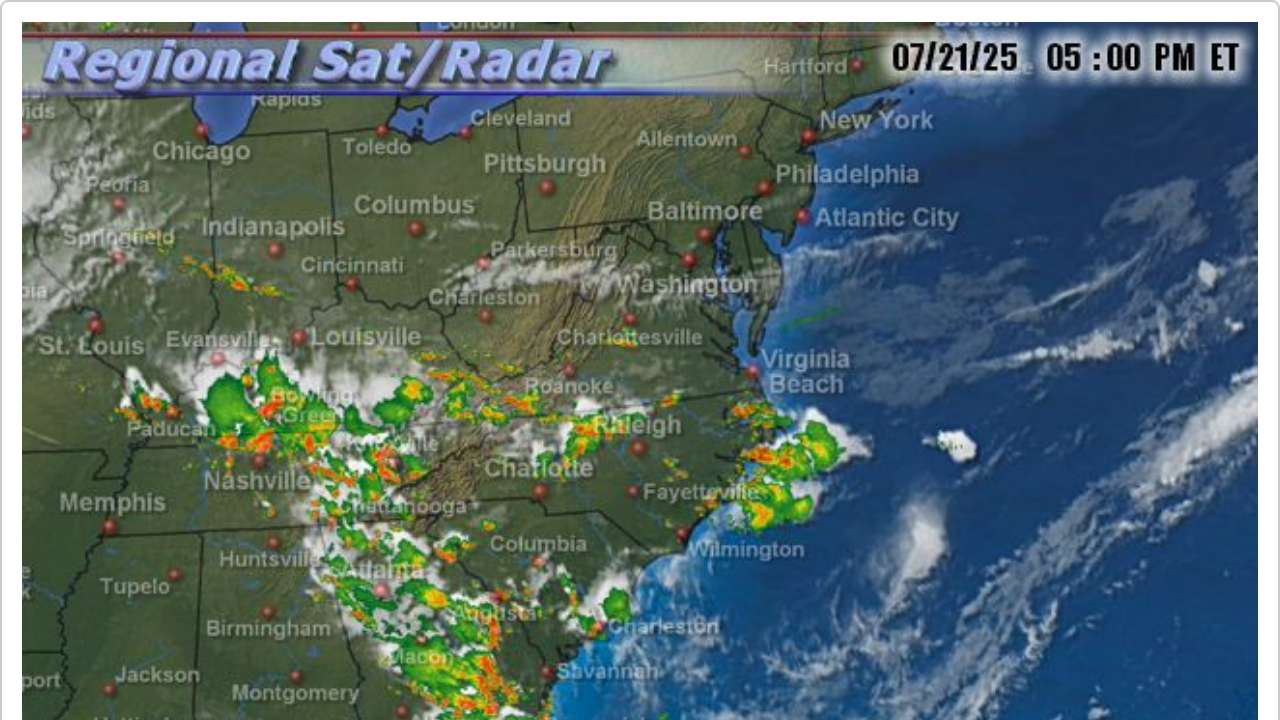 London
Boston
Regional Sat/Radar
07/21/25 05 : 00 PM ET
Hartford
Rapids
Cleveland
New York
Chicago
Toledo
Allentown
Pittsburgh
Philadelphia
Peoria
Columbus
Baltimore
Atlantic City
Springfield
Indianapolis
Parkersburg
Cincinnati
Washington
Charleston
St. Louis
Evansville
Louisville
Charlottesville
Virginia
Beach
Roanoke
Bowling
Green
Paducah
Raleigh
Nashville
Charlotte
Memphis
Chattanooga
Fayetteville
Huntsville
Columbia
Wilmington
Tupelo
Atlanta
Birmingham
Augusta
Charleston
Macon
Jackson
Savannah
port
Montgomery